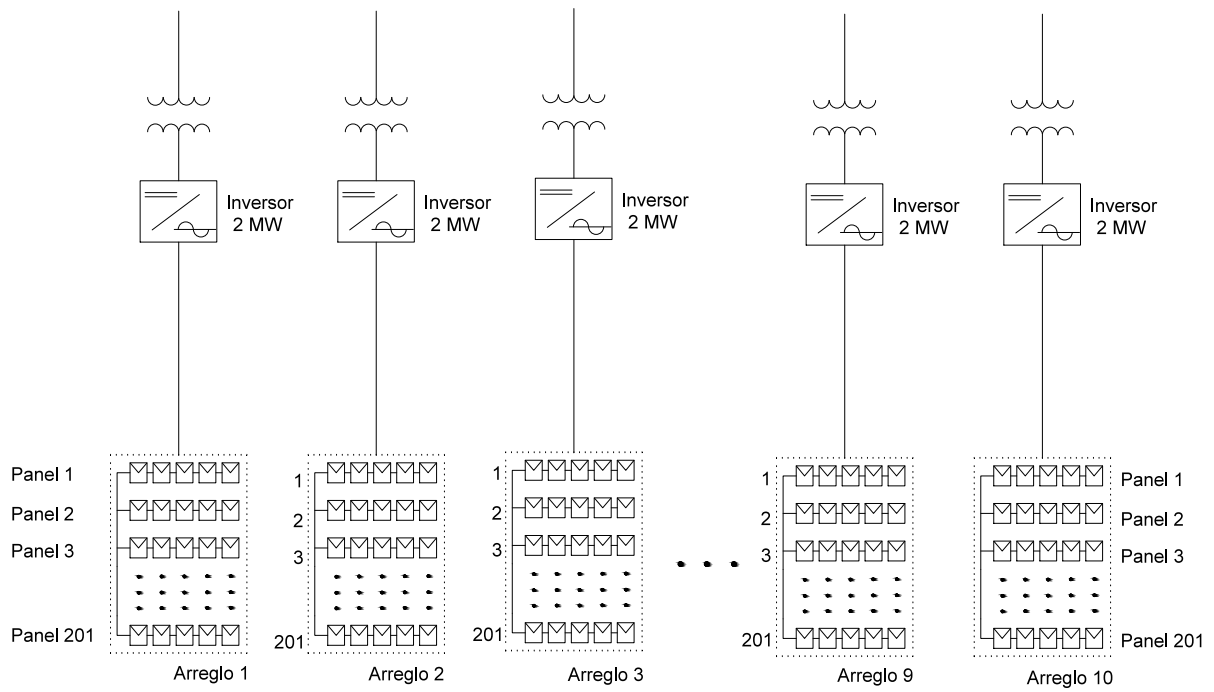 Inversor
2 MW
Inversor
2 MW
Inversor
2 MW
Inversor
2 MW
Inversor
2 MW
Panel 1
Panel 2
Panel 3
Panel 201
Arreglo 1
1
2
3
201
Arreglo 2
1
2
3
201
Arreglo 3
1
2
3
201
Arreglo 9
Panel 1
Panel 2
Panel 3
Panel 201
Arreglo 10